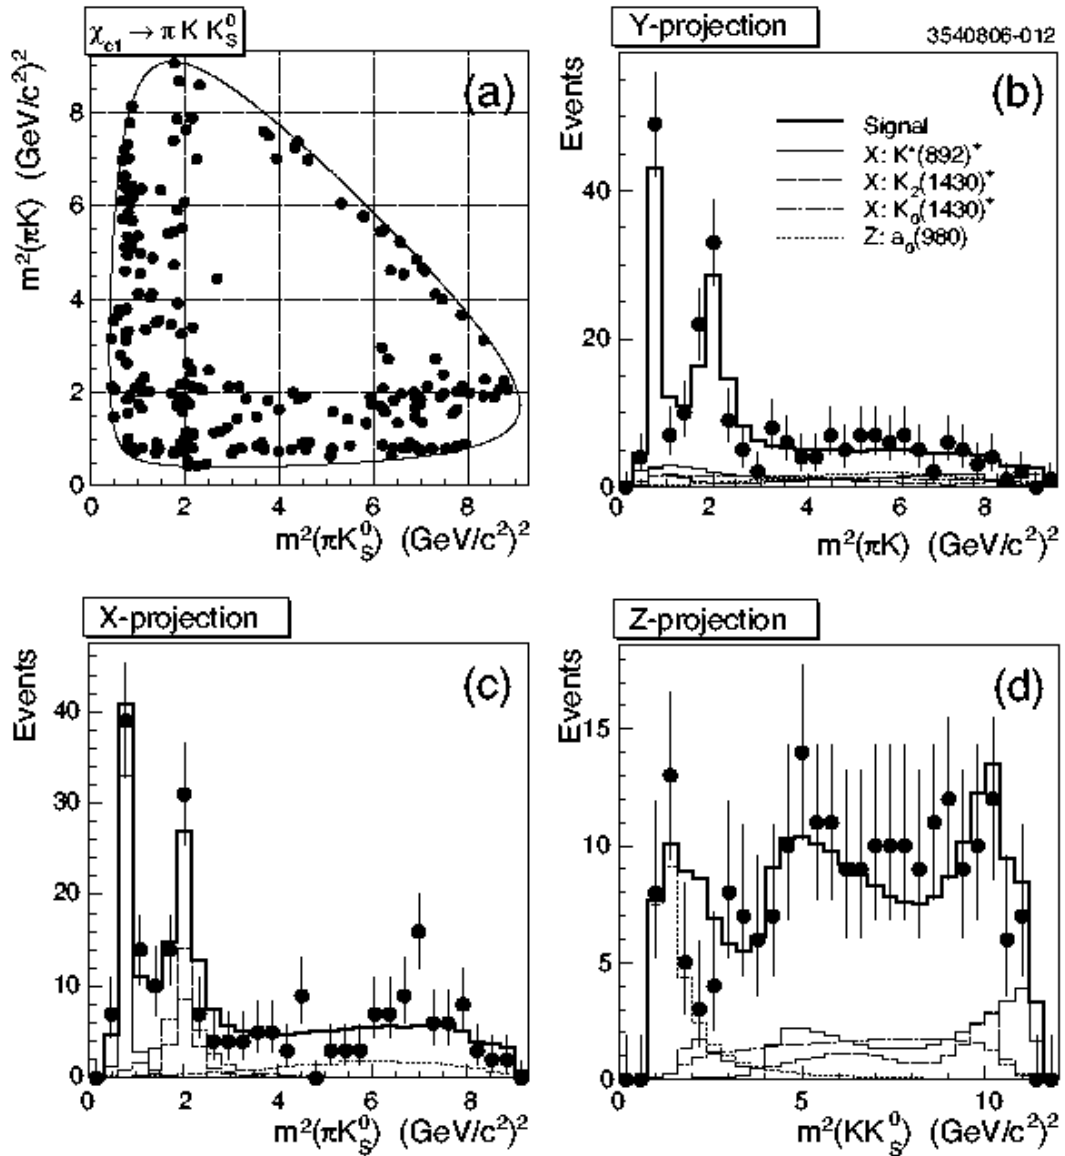 χc1 → π K K0S
(a)
m2(πK) (GeV/c2)2
8
6
4
2
0
0 2 4 6 8
m2(πK0S) (GeV/c2)2
Y-projection
3540806-012
(b)
Events
Signal
X: K*(892)+
X: K2(1430)+
X: K0(1430)+
Z: a0(980)
40
20
0
0 2 4 6 8
m2(πK) (GeV/c2)2
X-projection
(c)
Events
40
30
20
10
0
0 2 4 6 8
m2(πK0S) (GeV/c2)2
Z-projection
(d)
Events
15
10
5
0
0 5 10
m2(KK0S) (GeV/c2)2